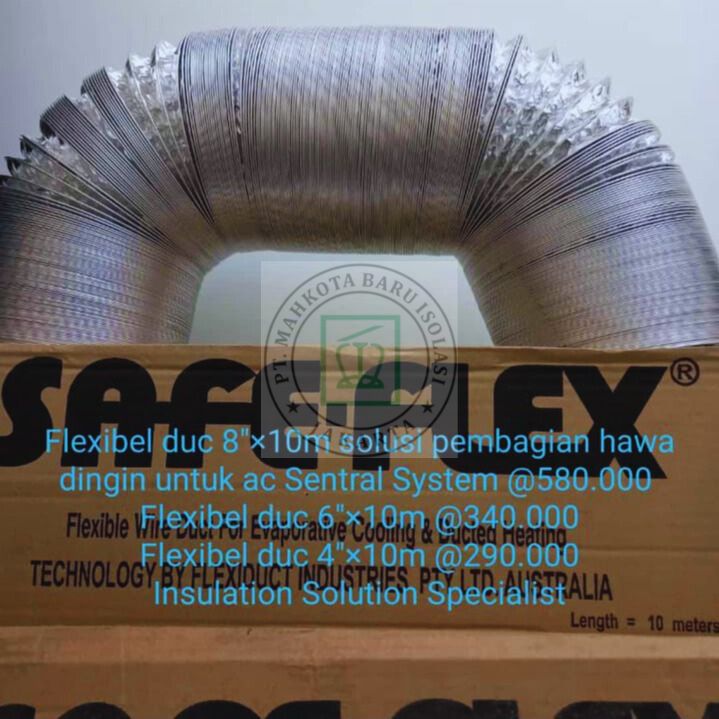 PT. MAHKOTA BARU ISOLASI
JAKARTA
SAFEFLEX®
Flexibel duc 8"×10m solusi pembagian hawa
dingin untuk ac Sentral System @580.000
Flexibel duc 6"×10m @340.000
Flexible Wire Duct For Evaporative Cooling & Ducted Heating
Flexibel duc 4"×10m @290.000
TECHNOLOGY BY FLEXIDUCT INDUSTRIES, PTY LTD, AUSTRALIA
Insulation Solution Specialist
Length = 10 meters
SAFEFLEX